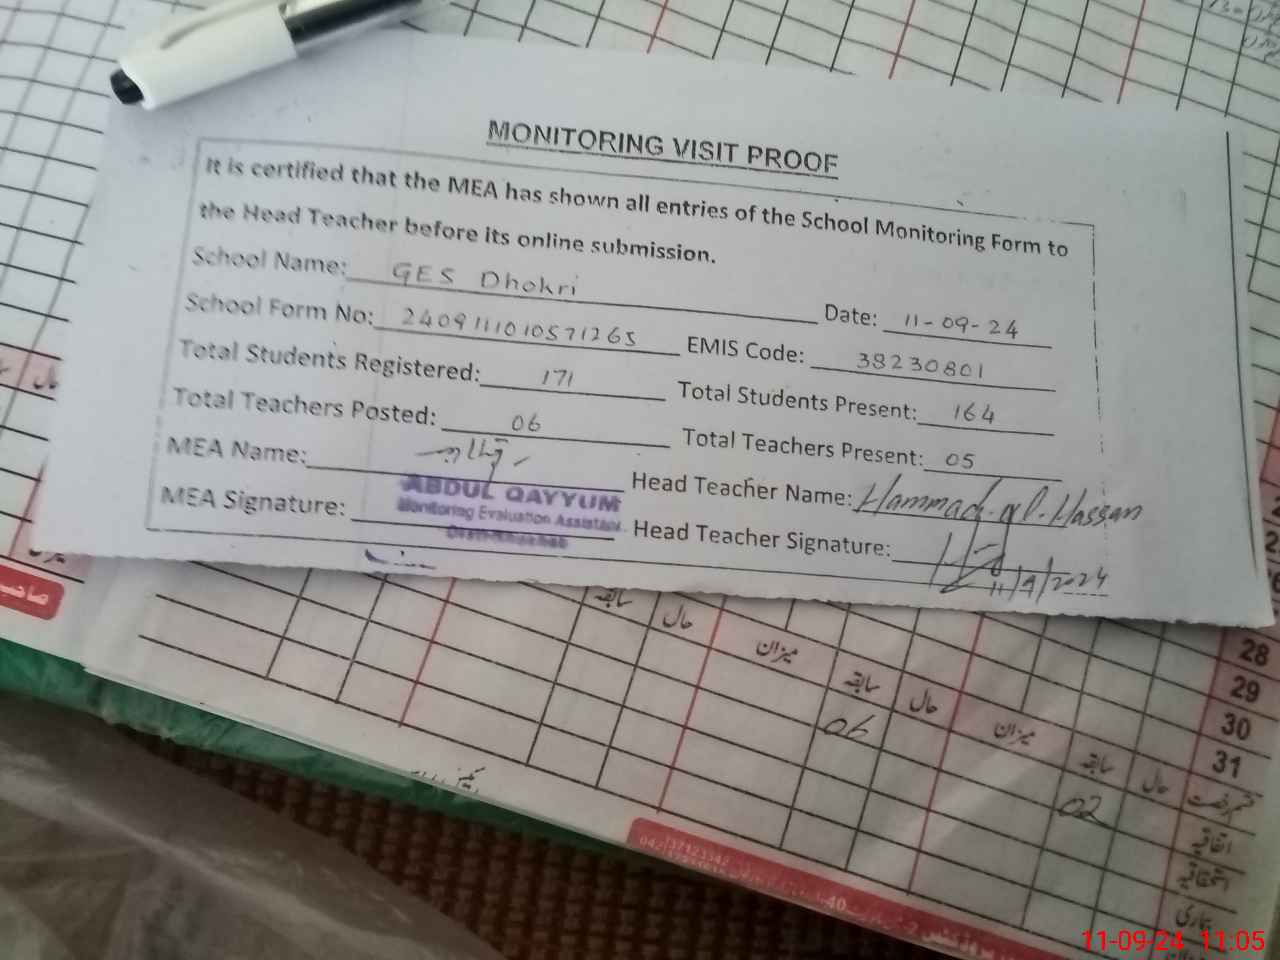 MONITORING VISIT PROOF
It is certified that the MEA has shown all entries of the School Monitoring Form to
the Head Teacher before its online submission.
School Name: GES Dhokri
Date: 11-09-24
School Form No: 2409111010571265
EMIS Code: 38230801
Total Students Registered: 171
Total Students Present: 164
Total Teachers Posted: 06
Total Teachers Present: 05
MEA Name:
Head Teacher Name: Hammad-ul-Hassan
ABDUL QAYYUM
Monitoring Evaluation Assistant
MEA Signature:
Head Teacher Signature:
11/9/2024
سابقہ حال میزان سابقہ حال میزان سابقہ حال
06
02
28
29
30
31
اتفاقیہ
استحقاقیہ
بیماری
11-09-24 11:05